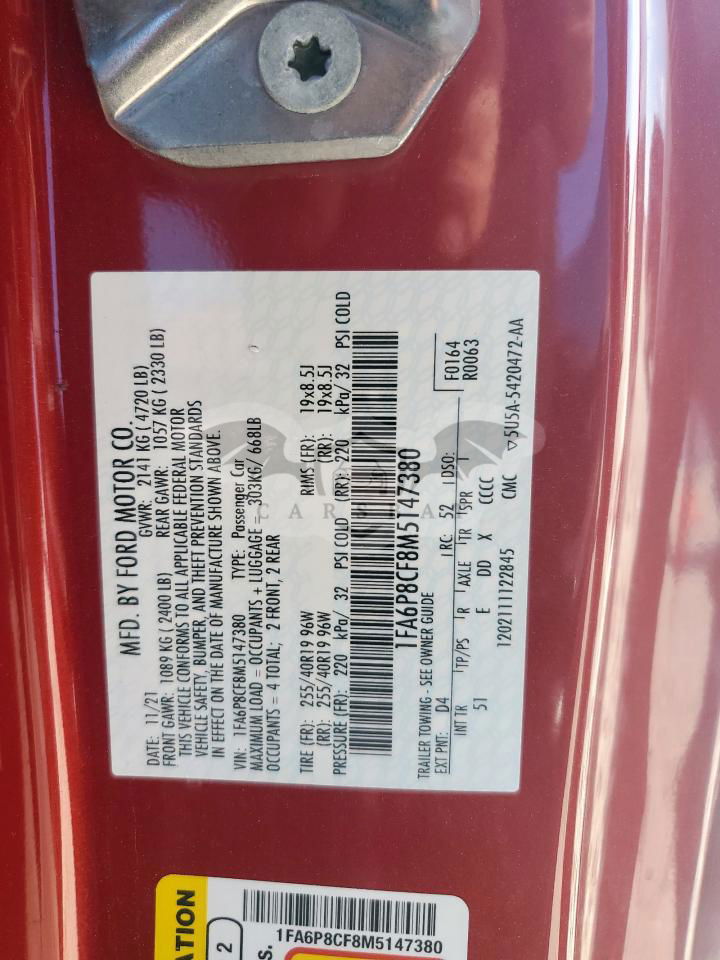 MFD. BY FORD MOTOR CO.
DATE: 11/21 GVWR: 2141 KG ( 4720 LB)
FRONT GAWR: 1089 KG ( 2400 LB) REAR GAWR: 1057 KG ( 2330 LB)
THIS VEHICLE CONFORMS TO ALL APPLICABLE FEDERAL MOTOR
VEHICLE SAFETY, BUMPER, AND THEFT PREVENTION STANDARDS
IN EFFECT ON THE DATE OF MANUFACTURE SHOWN ABOVE.
VIN: 1FA6P8CF8M5147380 TYPE: Passenger Car
MAXIMUM LOAD = OCCUPANTS + LUGGAGE = 303KG / 668LB
OCCUPANTS = 4 TOTAL; 2 FRONT, 2 REAR
TIRE (FR): 255/40R19 96W RIMS (FR): 19x8.5J
(RR): 255/40R19 96W (RR): 19x8.5J
PRESSURE (FR): 220 kPa/ 32 PSI COLD (RR): 220 kPa/ 32 PSI COLD
1FA6P8CF8M5147380
TRAILER TOWING - SEE OWNER GUIDE
F0164
R0063
EXT PNT: D4 RC: 52 DSO:
INT TR TP/PS R AXLE TR SPR T
51 E DD X CCCC
12021111122845 CMC ▽5U5A-5420472-AA
ATION
2
S.
1FA6P8CF8M5147380